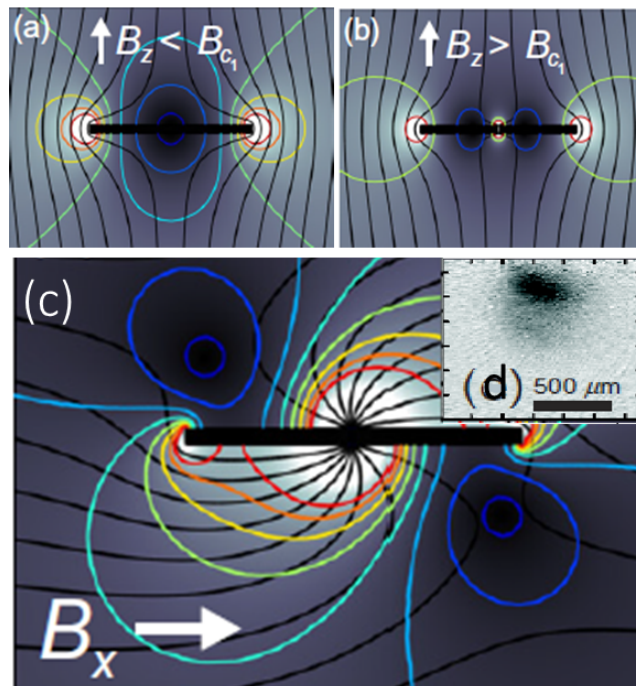 (a) B_z < B_c₁
(b) B_z > B_c₁
(c)
(d) 500 μm
B_x